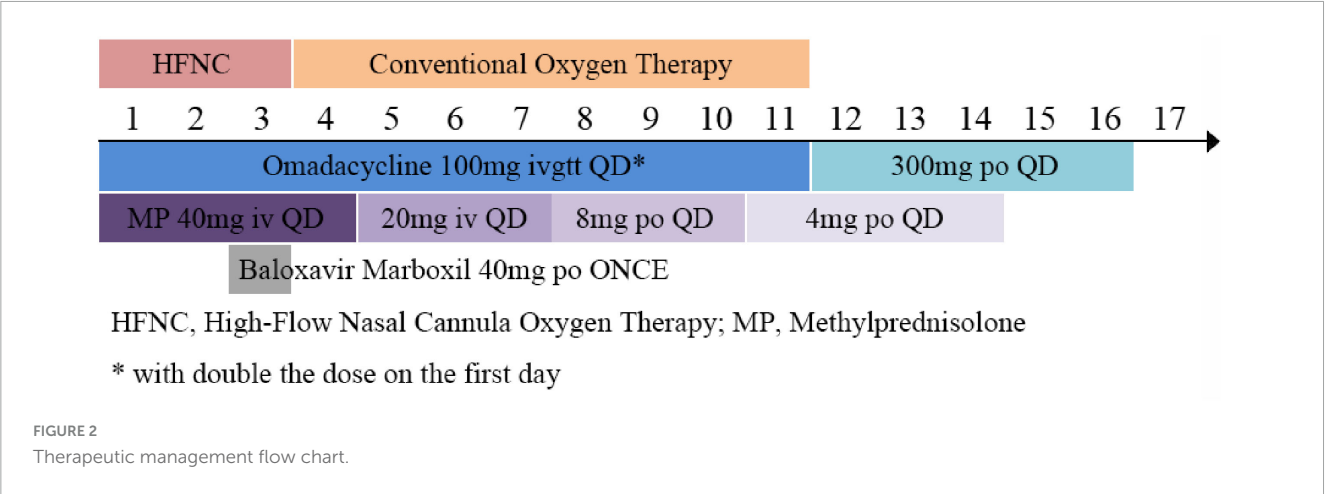 HFNC Conventional Oxygen Therapy
1 2 3 4 5 6 7 8 9 10 11 12 13 14 15 16 17
Omadacycline 100mg ivgtt QD* 300mg po QD
MP 40mg iv QD 20mg iv QD 8mg po QD 4mg po QD
Baloxavir Marboxil 40mg po ONCE
HFNC, High-Flow Nasal Cannula Oxygen Therapy; MP, Methylprednisolone
* with double the dose on the first day
FIGURE 2
Therapeutic management flow chart.